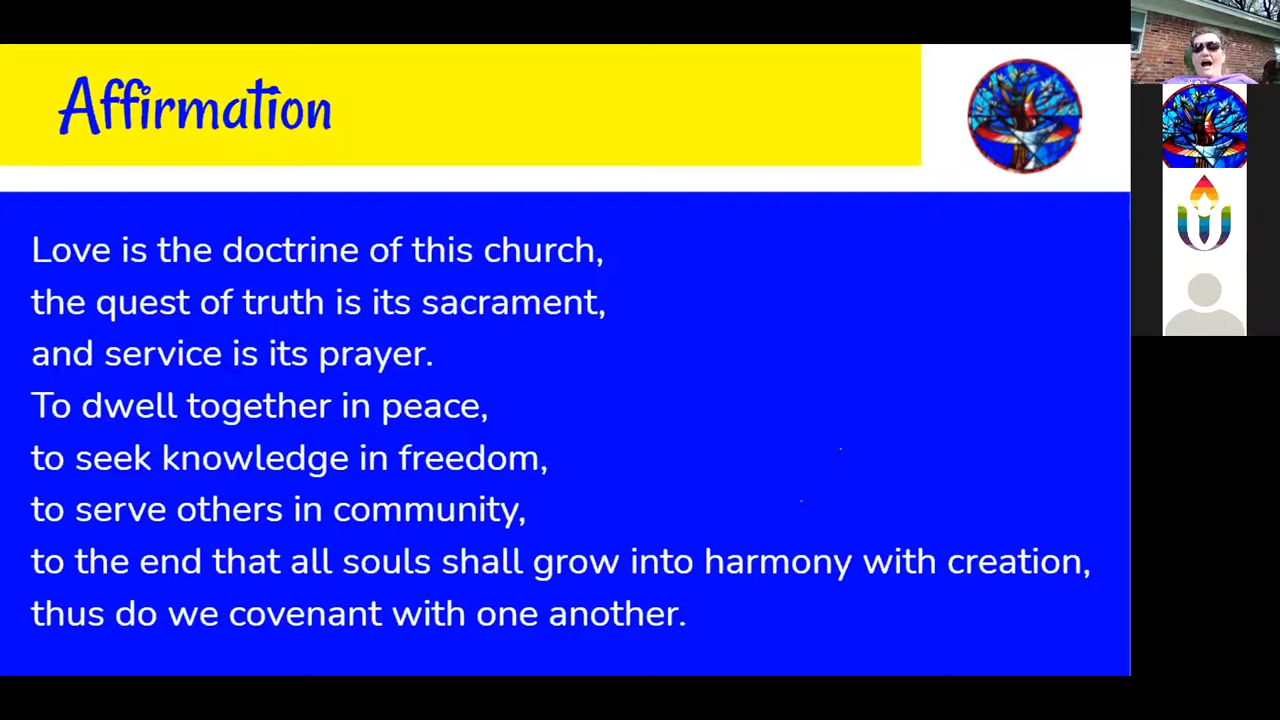 Affirmation
Love is the doctrine of this church,
the quest of truth is its sacrament,
and service is its prayer.
To dwell together in peace,
to seek knowledge in freedom,
to serve others in community,
to the end that all souls shall grow into harmony with creation,
thus do we covenant with one another.